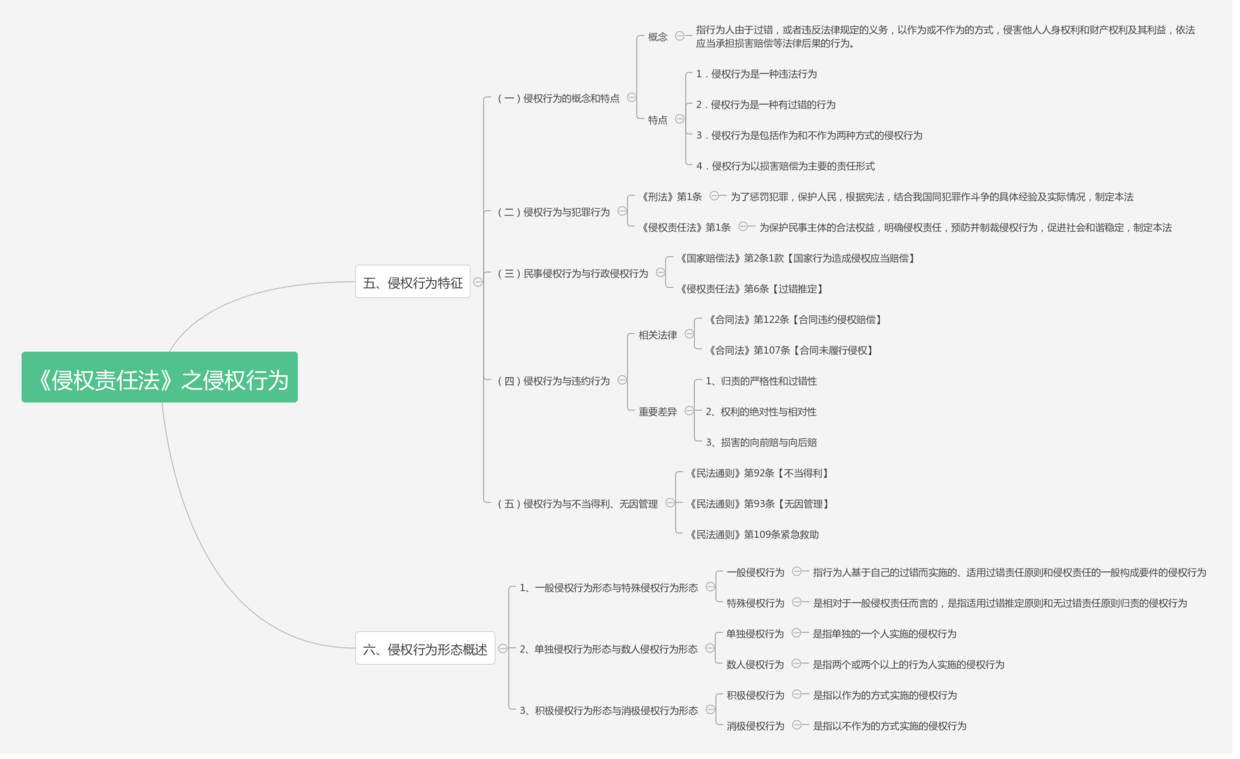 《侵权责任法》之侵权行为
五、侵权行为特征
（一）侵权行为的概念和特点
概念
指行为人由于过错，或者违反法律规定的义务，以作为或不作为的方式，侵害他人人身权利和财产权利及其利益，依法
应当承担损害赔偿等法律后果的行为。
特点
1．侵权行为是一种违法行为
2．侵权行为是一种有过错的行为
3．侵权行为是包括作为和不作为两种方式的侵权行为
4．侵权行为以损害赔偿为主要的责任形式
（二）侵权行为与犯罪行为
《刑法》第1条
为了惩罚犯罪，保护人民，根据宪法，结合我国同犯罪作斗争的具体经验及实际情况，制定本法
《侵权责任法》第1条
为保护民事主体的合法权益，明确侵权责任，预防并制裁侵权行为，促进社会和谐稳定，制定本法
（三）民事侵权行为与行政侵权行为
《国家赔偿法》第2条1款【国家行为造成侵权应当赔偿】
《侵权责任法》第6条【过错推定】
（四）侵权行为与违约行为
相关法律
《合同法》第122条【合同违约侵权赔偿】
《合同法》第107条【合同未履行侵权】
重要差异
1、归责的严格性和过错性
2、权利的绝对性与相对性
3、损害的向前赔与向后赔
（五）侵权行为与不当得利、无因管理
《民法通则》第92条【不当得利】
《民法通则》第93条【无因管理】
《民法通则》第109条紧急救助
六、侵权行为形态概述
1、一般侵权行为形态与特殊侵权行为形态
一般侵权行为
指行为人基于自己的过错而实施的、适用过错责任原则和侵权责任的一般构成要件的侵权行为
特殊侵权行为
是相对于一般侵权责任而言的，是指适用过错推定原则和无过错责任原则归责的侵权行为
2、单独侵权行为形态与数人侵权行为形态
单独侵权行为
是指单独的一个人实施的侵权行为
数人侵权行为
是指两个或两个以上的行为人实施的侵权行为
3、积极侵权行为形态与消极侵权行为形态
积极侵权行为
是指以作为的方式实施的侵权行为
消极侵权行为
是指以不作为的方式实施的侵权行为